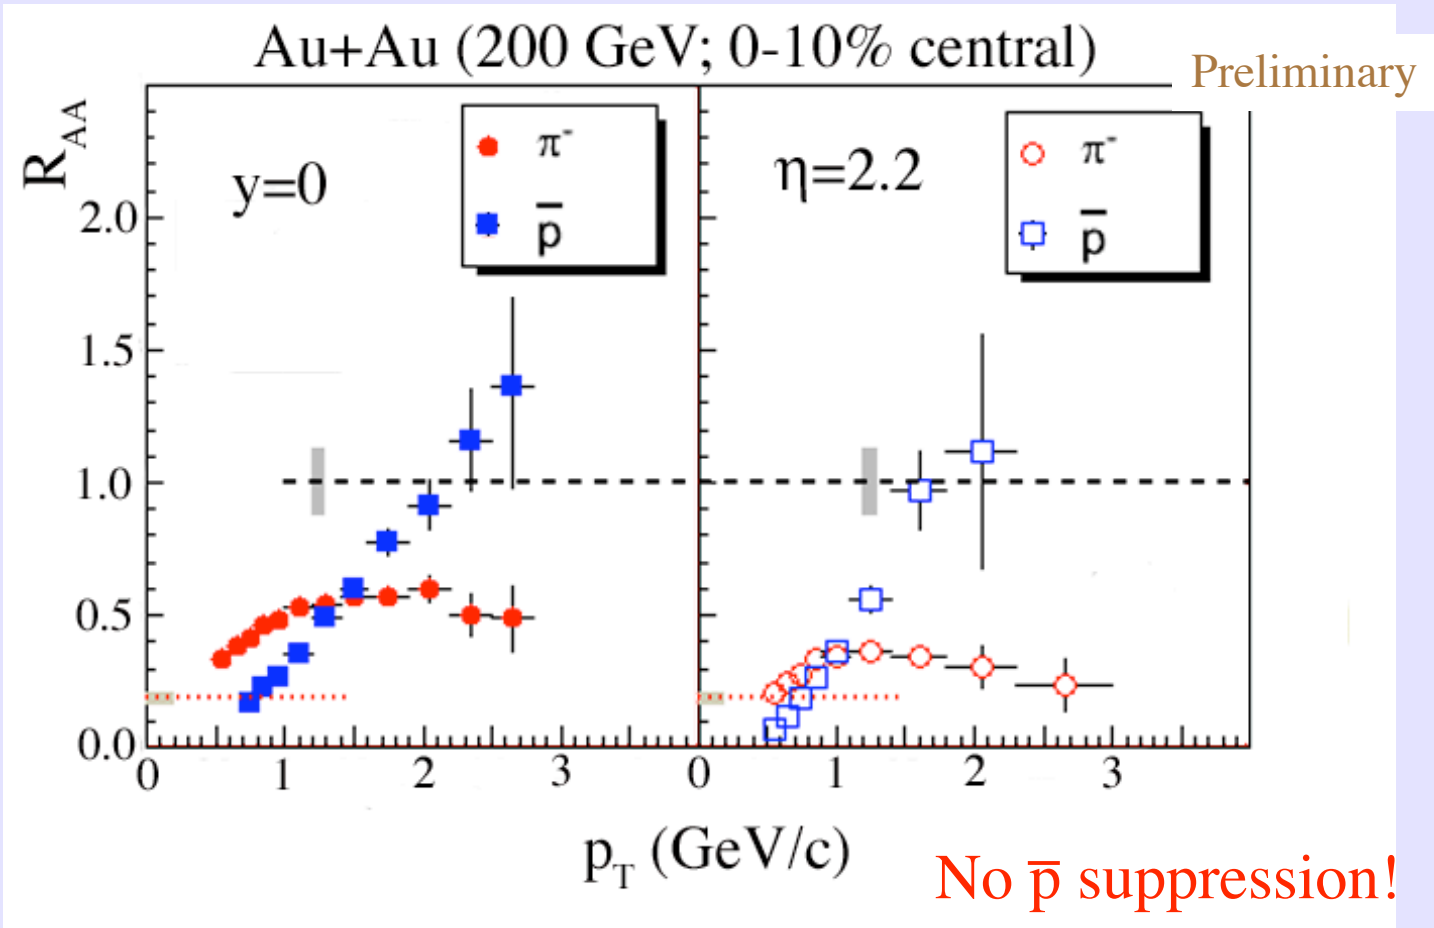 Au+Au (200 GeV; 0-10% central)
Preliminary
R_AA
y=0
π⁻
p̅
η=2.2
π⁻
p̅
2.0
1.5
1.0
0.5
0.0
0 1 2 3 0 1 2 3
p_T (GeV/c)
No p̅ suppression!